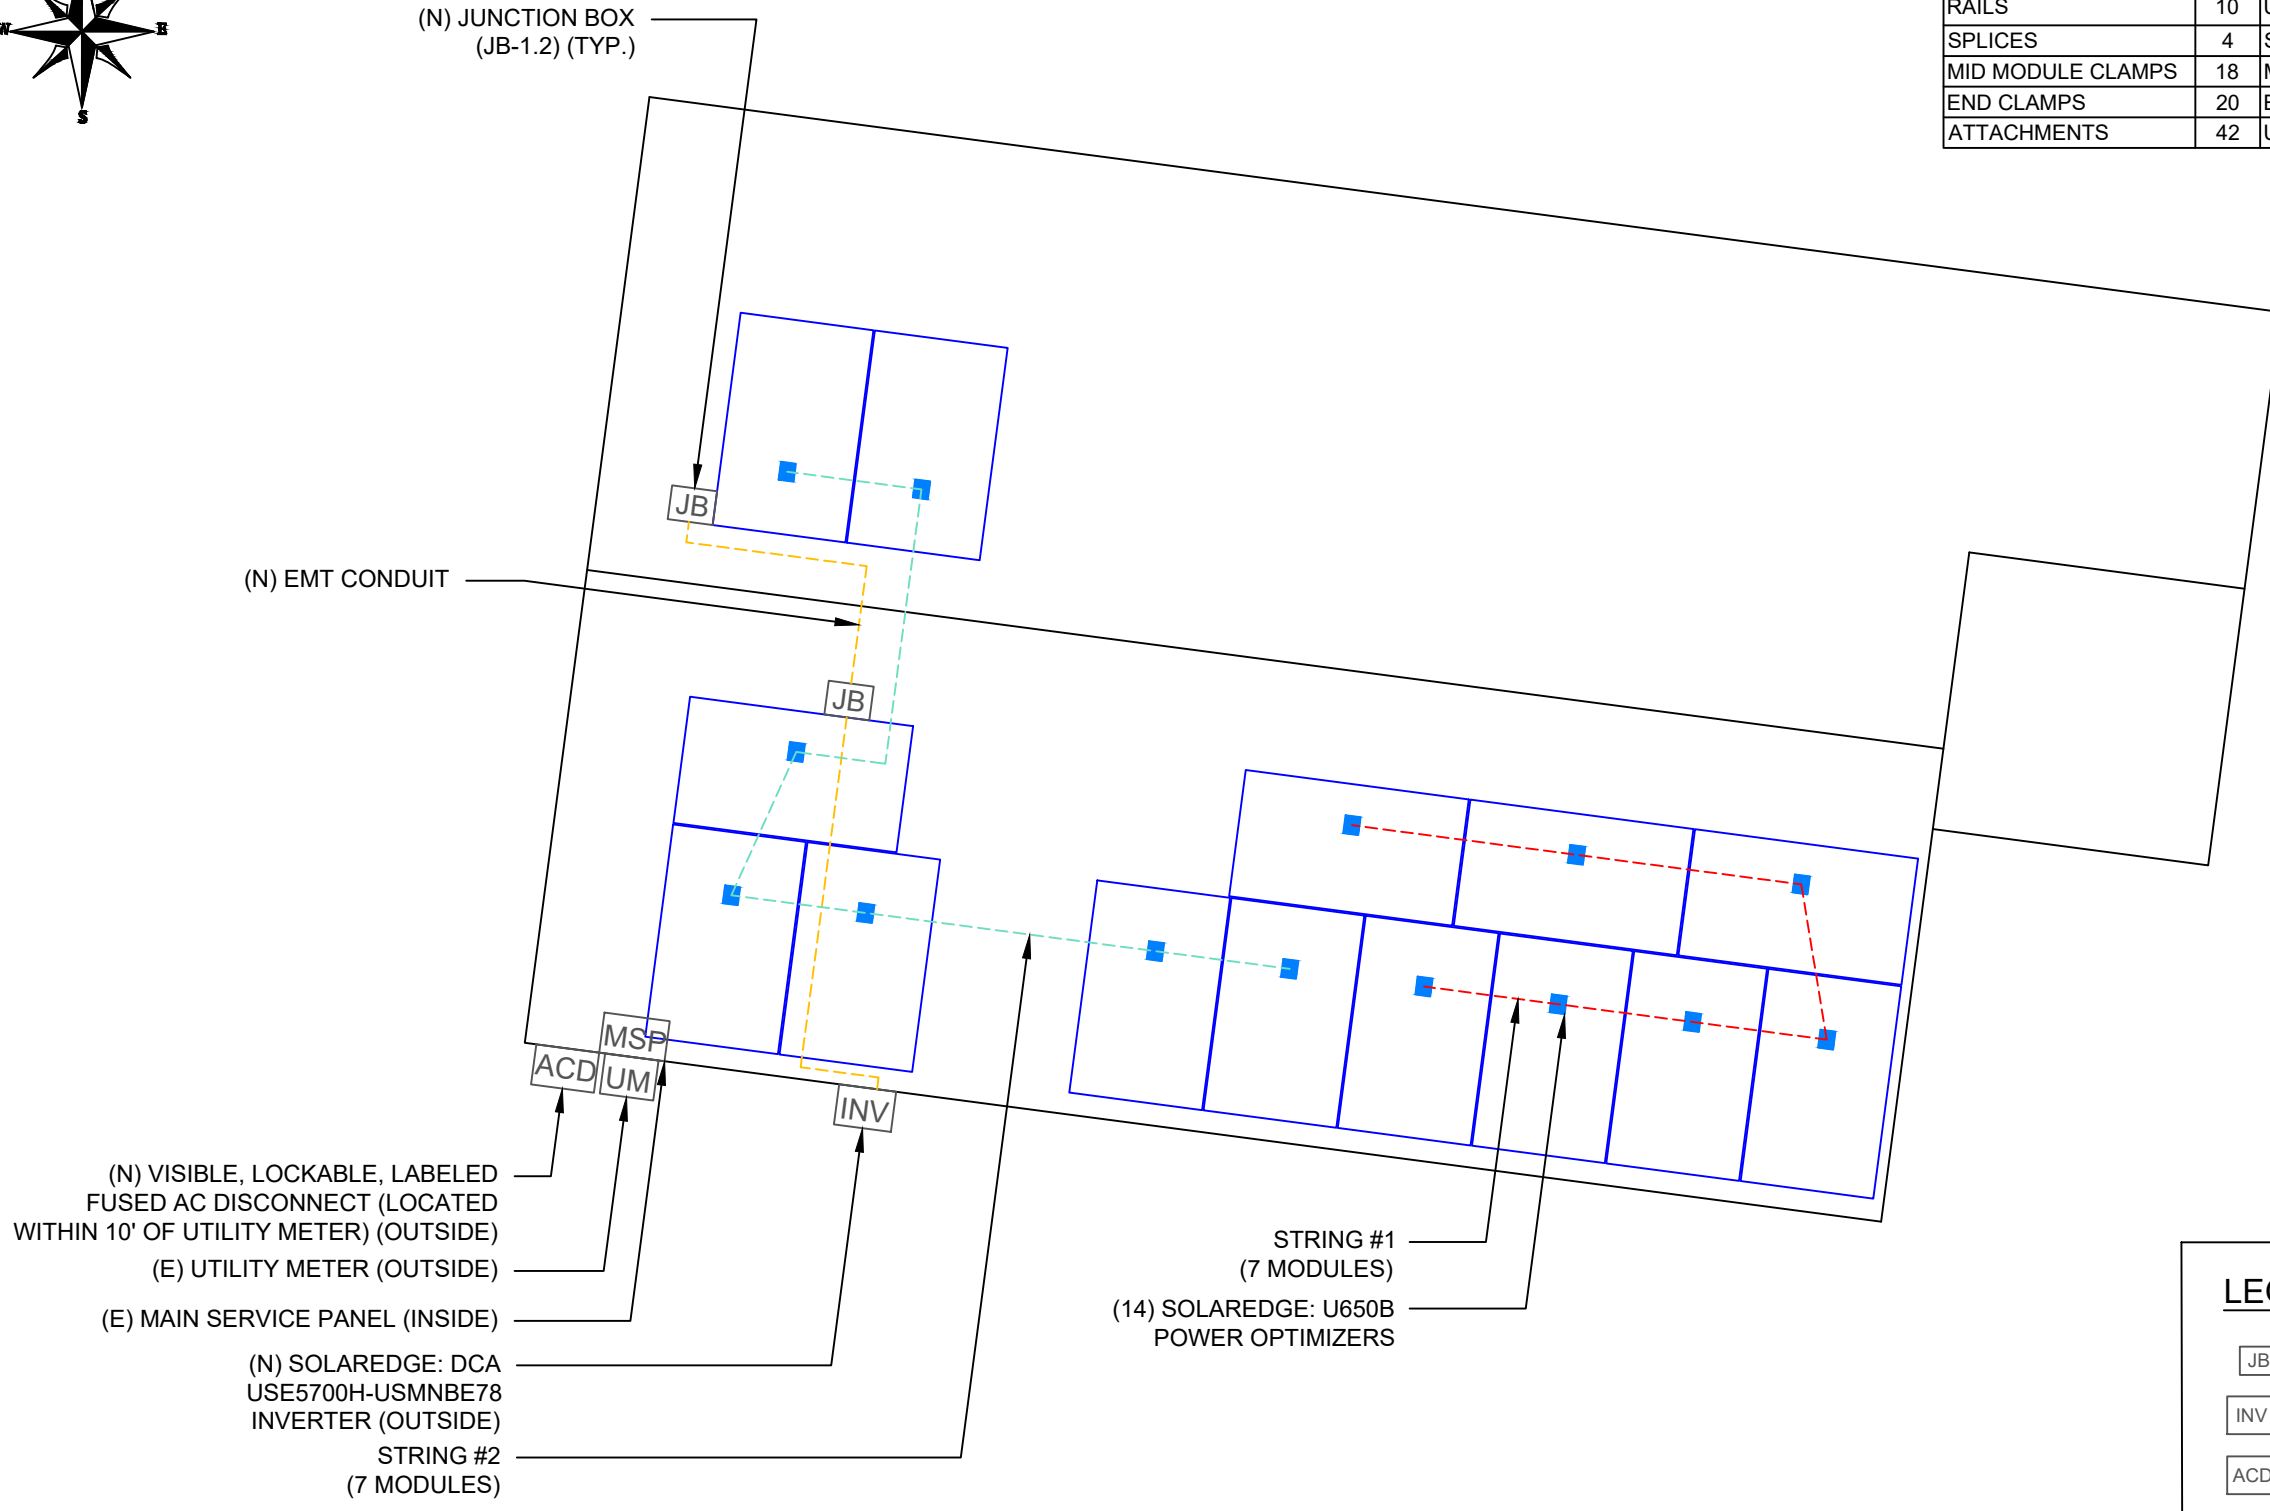 W
E
S
(N) JUNCTION BOX
(JB-1.2) (TYP.)
RAILS 10
SPLICES 4
MID MODULE CLAMPS 18
END CLAMPS 20
ATTACHMENTS 42
JB
(N) EMT CONDUIT
JB
MSP
ACD
UM
INV
(N) VISIBLE, LOCKABLE, LABELED
FUSED AC DISCONNECT (LOCATED
WITHIN 10' OF UTILITY METER) (OUTSIDE)
(E) UTILITY METER (OUTSIDE)
(E) MAIN SERVICE PANEL (INSIDE)
(N) SOLAREDGE: DCA
USE5700H-USMNBE78
INVERTER (OUTSIDE)
STRING #2
(7 MODULES)
STRING #1
(7 MODULES)
(14) SOLAREDGE: U650B
POWER OPTIMIZERS
JB
INV
ACD